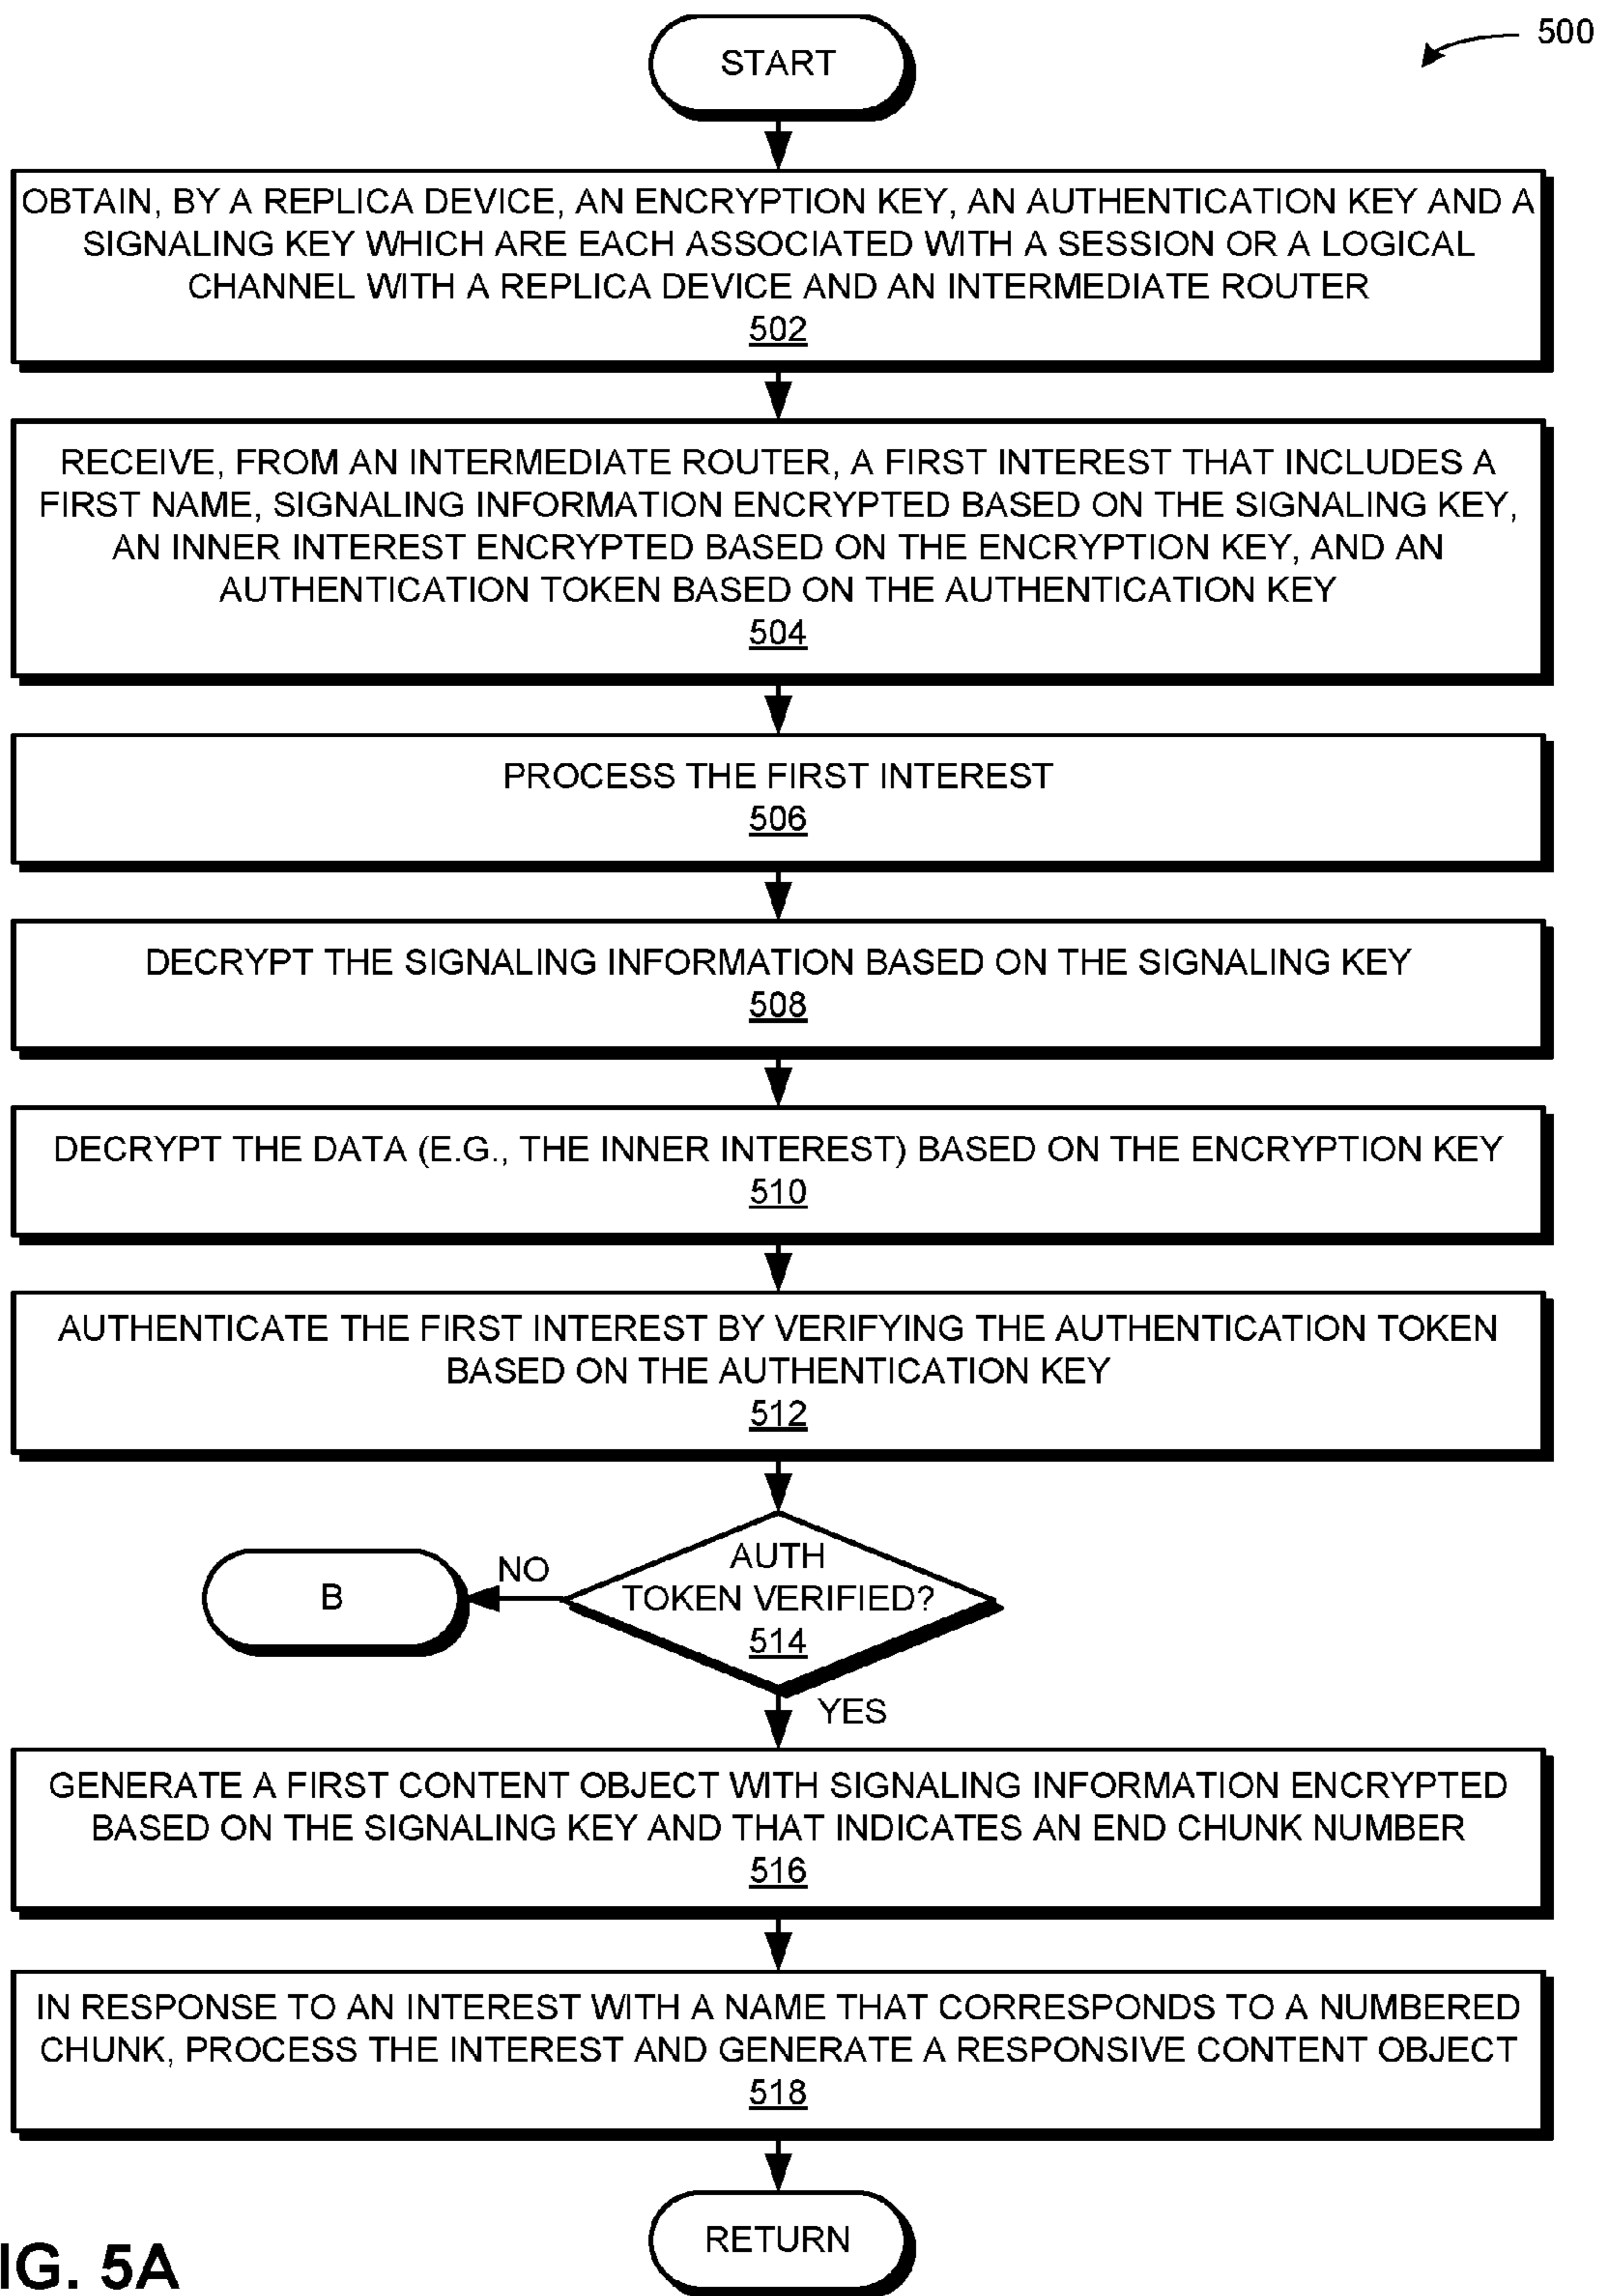 START
500
OBTAIN, BY A REPLICA DEVICE, AN ENCRYPTION KEY, AN AUTHENTICATION KEY AND A
SIGNALING KEY WHICH ARE EACH ASSOCIATED WITH A SESSION OR A LOGICAL
CHANNEL WITH A REPLICA DEVICE AND AN INTERMEDIATE ROUTER
502
RECEIVE, FROM AN INTERMEDIATE ROUTER, A FIRST INTEREST THAT INCLUDES A
FIRST NAME, SIGNALING INFORMATION ENCRYPTED BASED ON THE SIGNALING KEY,
AN INNER INTEREST ENCRYPTED BASED ON THE ENCRYPTION KEY, AND AN
AUTHENTICATION TOKEN BASED ON THE AUTHENTICATION KEY
504
PROCESS THE FIRST INTEREST
506
DECRYPT THE SIGNALING INFORMATION BASED ON THE SIGNALING KEY
508
DECRYPT THE DATA (E.G., THE INNER INTEREST) BASED ON THE ENCRYPTION KEY
510
AUTHENTICATE THE FIRST INTEREST BY VERIFYING THE AUTHENTICATION TOKEN
BASED ON THE AUTHENTICATION KEY
512
AUTH
TOKEN VERIFIED?
514
NO
B
YES
GENERATE A FIRST CONTENT OBJECT WITH SIGNALING INFORMATION ENCRYPTED
BASED ON THE SIGNALING KEY AND THAT INDICATES AN END CHUNK NUMBER
516
IN RESPONSE TO AN INTEREST WITH A NAME THAT CORRESPONDS TO A NUMBERED
CHUNK, PROCESS THE INTEREST AND GENERATE A RESPONSIVE CONTENT OBJECT
518
RETURN
IG. 5A